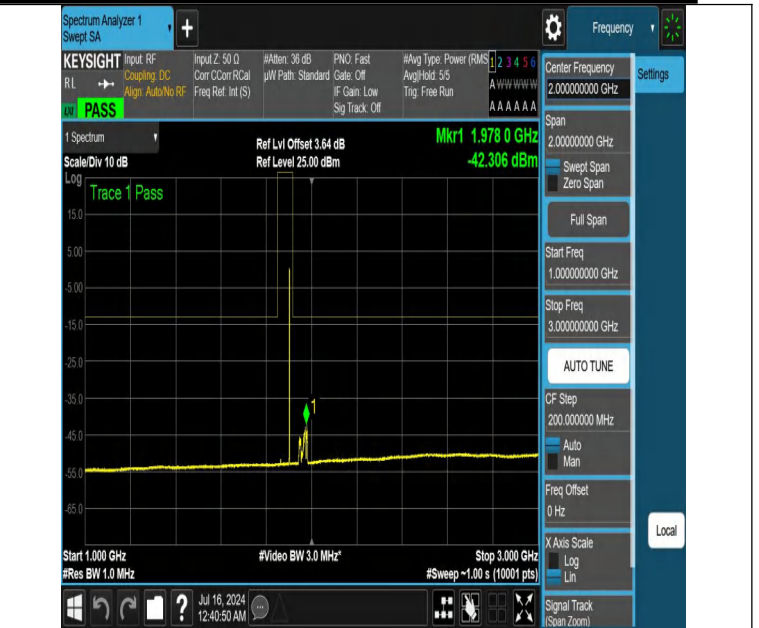 Spectrum Analyzer 1
Swept SA
+
Frequency
KEYSIGHT
RL
PASS
Input: RF
Coupling: DC
Align: Auto/No RF
Input Z: 50 Ω
Corr CCorr RCal
Freq Ref: Int (S)
#Atten: 36 dB
µW Path: Standard
PNO: Fast
Gate: Off
IF Gain: Low
Sig Track: Off
#Avg Type: Power (RMS
Avg|Hold: 5/5
Trig: Free Run
1 2 3 4 5 6
A W W W W W
A A A A A A
1 Spectrum
Scale/Div 10 dB
Log
Ref Lvl Offset 3.64 dB
Ref Level 25.00 dBm
Mkr1 1.978 0 GHz
-42.306 dBm
Trace 1 Pass
15.0
5.00
-5.00
-15.0
-25.0
-35.0
-45.0
-55.0
-65.0
1
Start 1.000 GHz
#Res BW 1.0 MHz
#Video BW 3.0 MHz*
Stop 3.000 GHz
#Sweep ~1.00 s (10001 pts)
Center Frequency
2.000000000 GHz
Settings
Span
2.00000000 GHz
Swept Span
Zero Span
Full Span
Start Freq
1.000000000 GHz
Stop Freq
3.000000000 GHz
AUTO TUNE
CF Step
200.000000 MHz
Auto
Man
Freq Offset
0 Hz
X Axis Scale
Log
Lin
Local
Signal Track
(Span Zoom)
?
Jul 16, 2024
12:40:50 AM